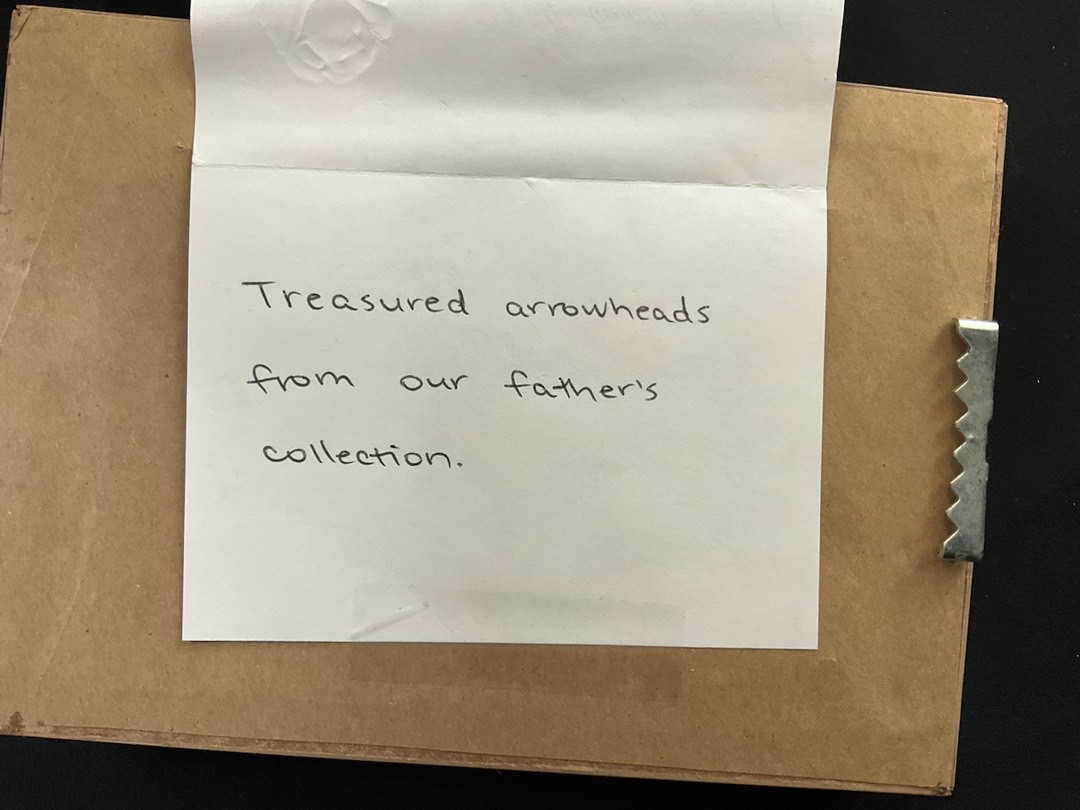 Treasured arrowheads
from our father's
collection.